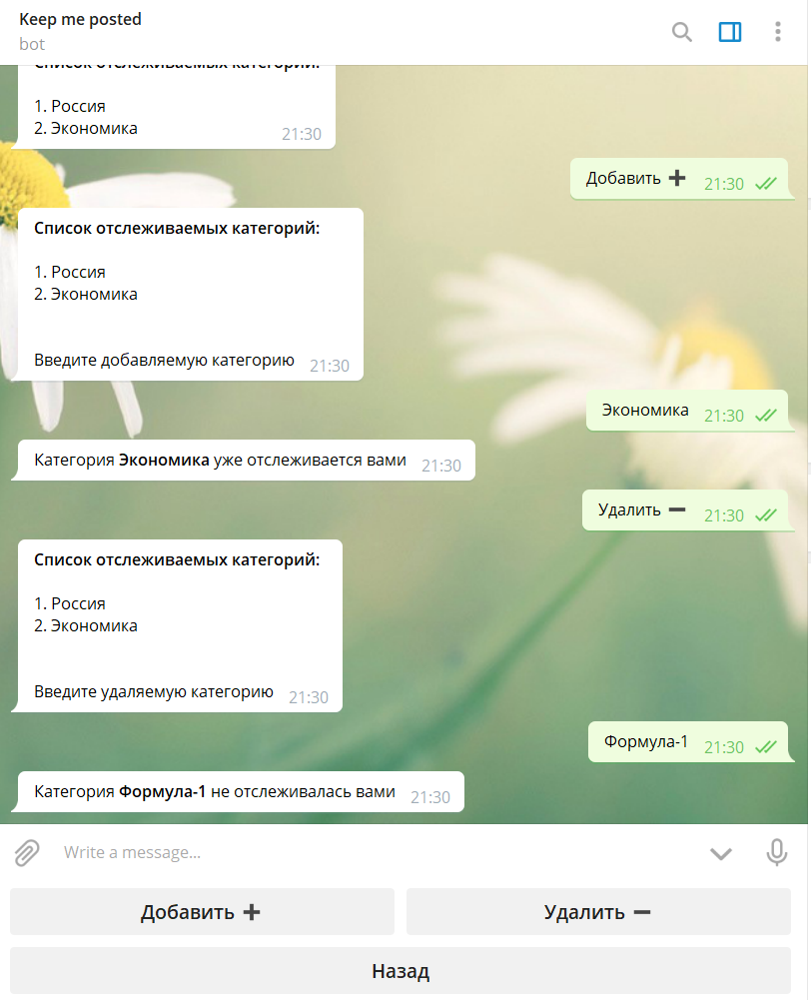 Keep me posted
bot
Список отслеживаемых категорий:
1. Россия
2. Экономика
21:30
Добавить ➕ 21:30
Список отслеживаемых категорий:
1. Россия
2. Экономика
Введите добавляемую категорию 21:30
Экономика 21:30
Категория Экономика уже отслеживается вами 21:30
Удалить ➖ 21:30
Список отслеживаемых категорий:
1. Россия
2. Экономика
Введите удаляемую категорию 21:30
Формула-1 21:30
Категория Формула-1 не отслеживалась вами 21:30
Write a message...
Добавить ➕
Удалить ➖
Назад